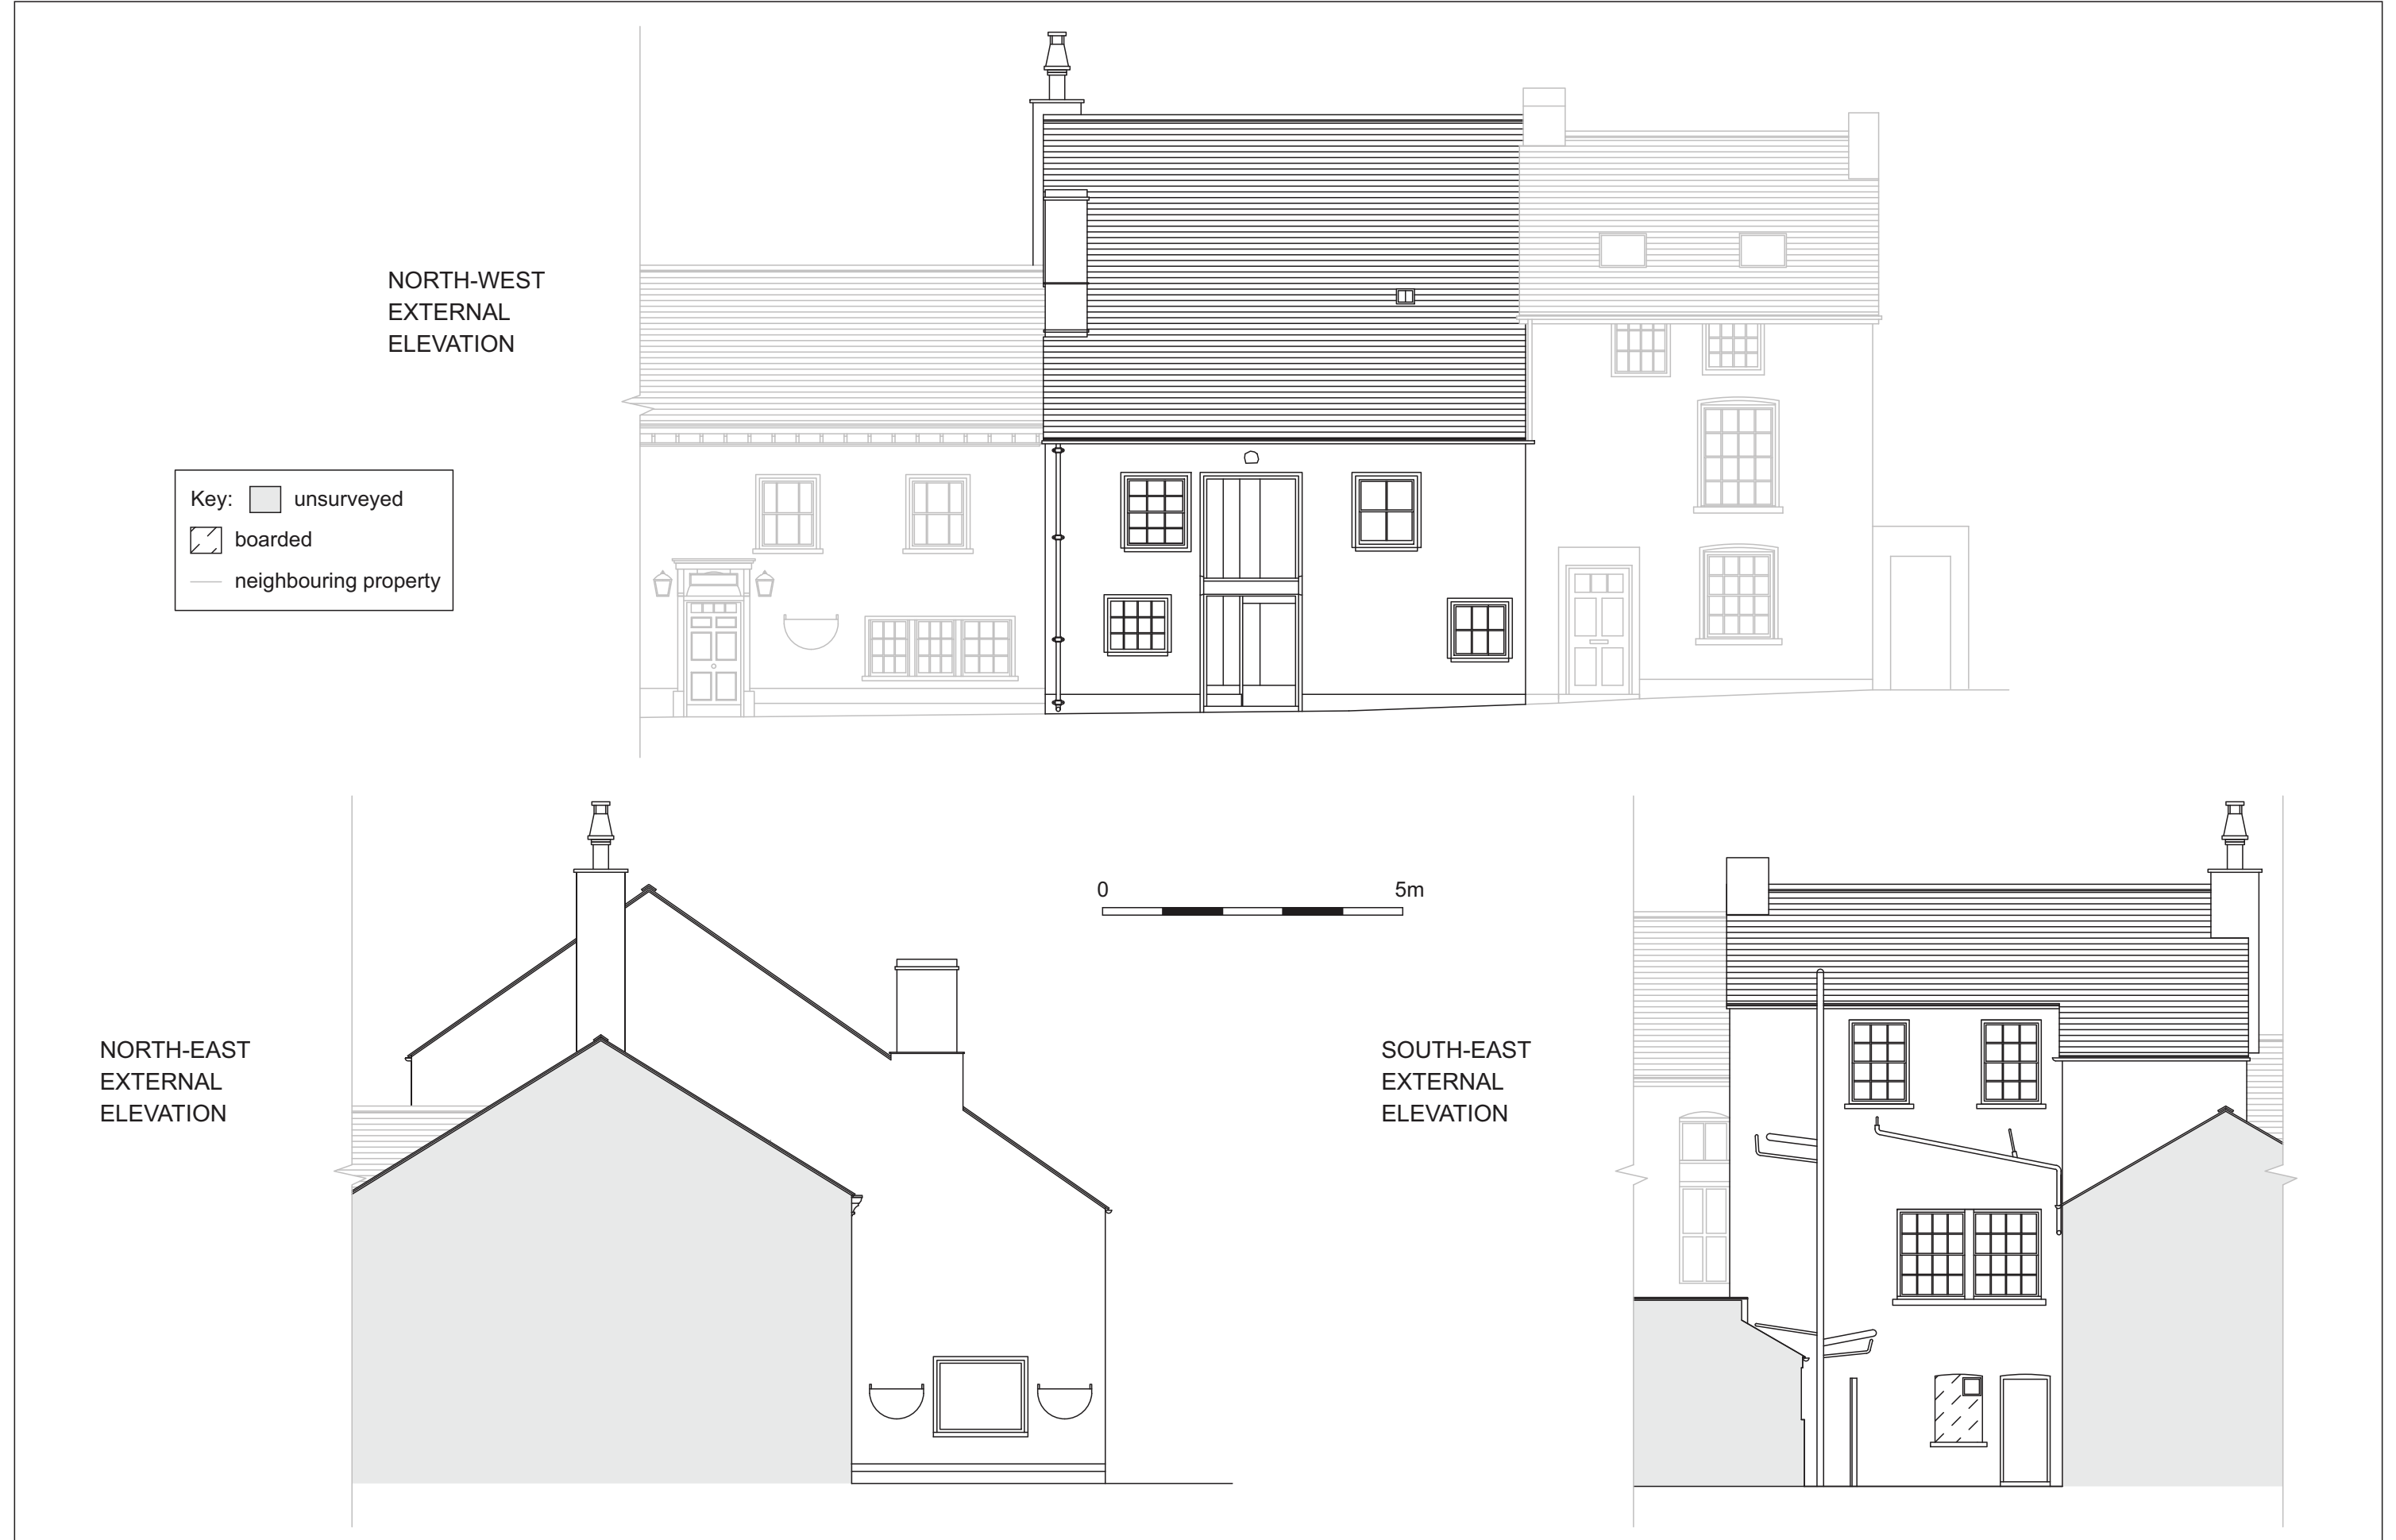 NORTH-WEST
EXTERNAL
ELEVATION
Key: unsurveyed
boarded
neighbouring property
0 5m
NORTH-EAST
EXTERNAL
ELEVATION
SOUTH-EAST
EXTERNAL
ELEVATION